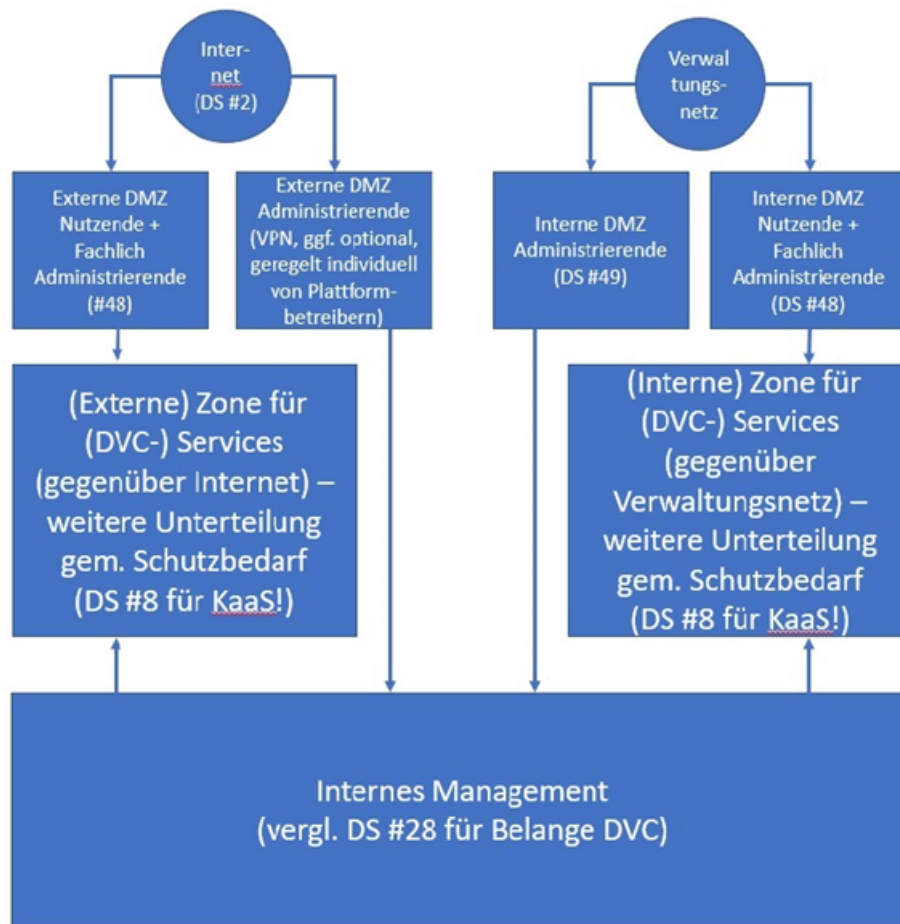 Inter-
net
(DS #2)
Verwal
tungs-
netz
Externe DMZ
Nutzende +
Fachlich
Administrierende
(#48)
Externe DMZ
Administrierende
(VPN, ggf. optional,
geregelt individuell
von Plattform-
betreibern)
Interne DMZ
Administrierende
(DS #49)
Interne DMZ
Nutzende +
Fachlich
Administrierende
(DS #48)
(Externe) Zone für
(DVC-) Services
(gegenüber Internet) –
weitere Unterteilung
gem. Schutzbedarf
(DS #8 für KaaS!)
(Interne) Zone für
(DVC-) Services
(gegenüber
Verwaltungsnetz) –
weitere Unterteilung
gem. Schutzbedarf
(DS #8 für KaaS!)
Internes Management
(vergl. DS #28 für Belange DVC)